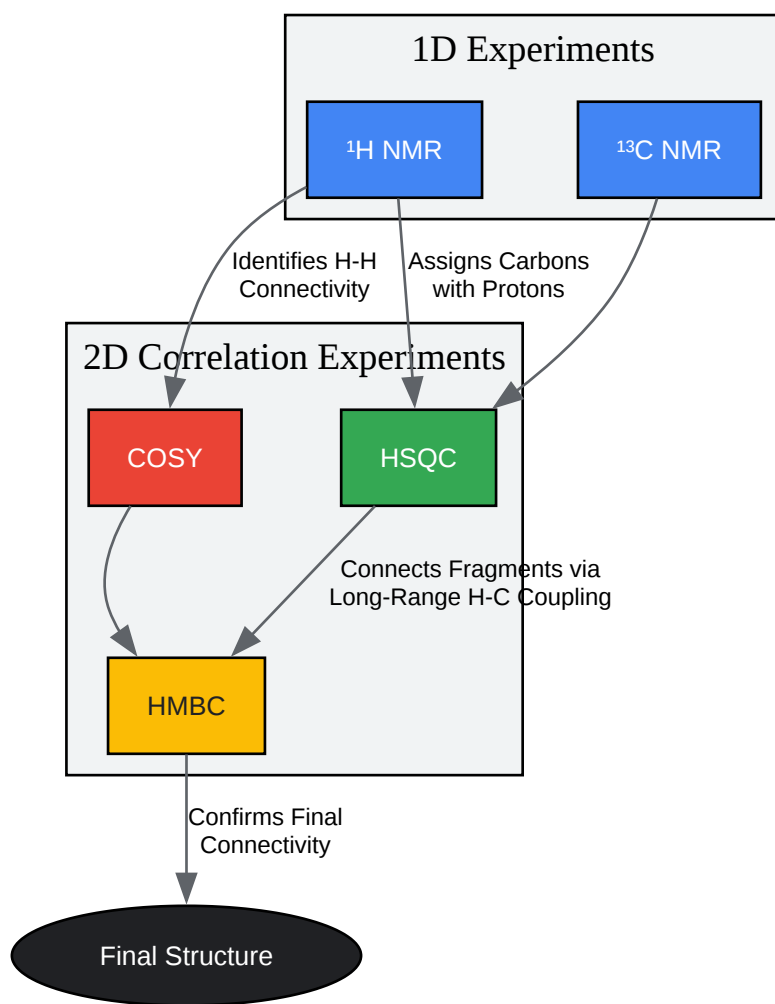 1D Experiments
¹H NMR
¹³C NMR
Identifies H-H
Connectivity
Assigns Carbons
with Protons
2D Correlation Experiments
COSY
HSQC
Connects Fragments via
Long-Range H-C Coupling
HMBC
Confirms Final
Connectivity
Final Structure